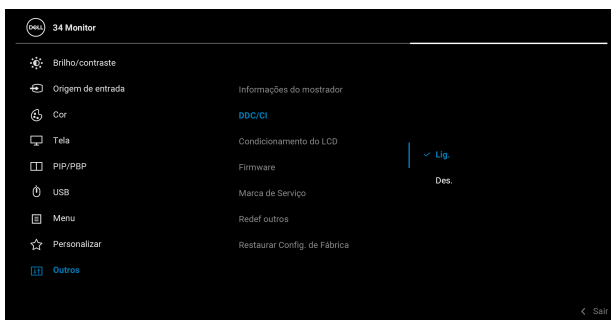 DELL 34 Monitor
Brilho/contraste
Origem de entrada
Cor
Tela
PIP/PBP
USB
Menu
Personalizar
Outros
Informações do mostrador
DDC/CI
Condicionamento do LCD
Firmware
Marca de Serviço
Redef outros
Restaurar Config. de Fábrica
Lig.
Des.
Sair